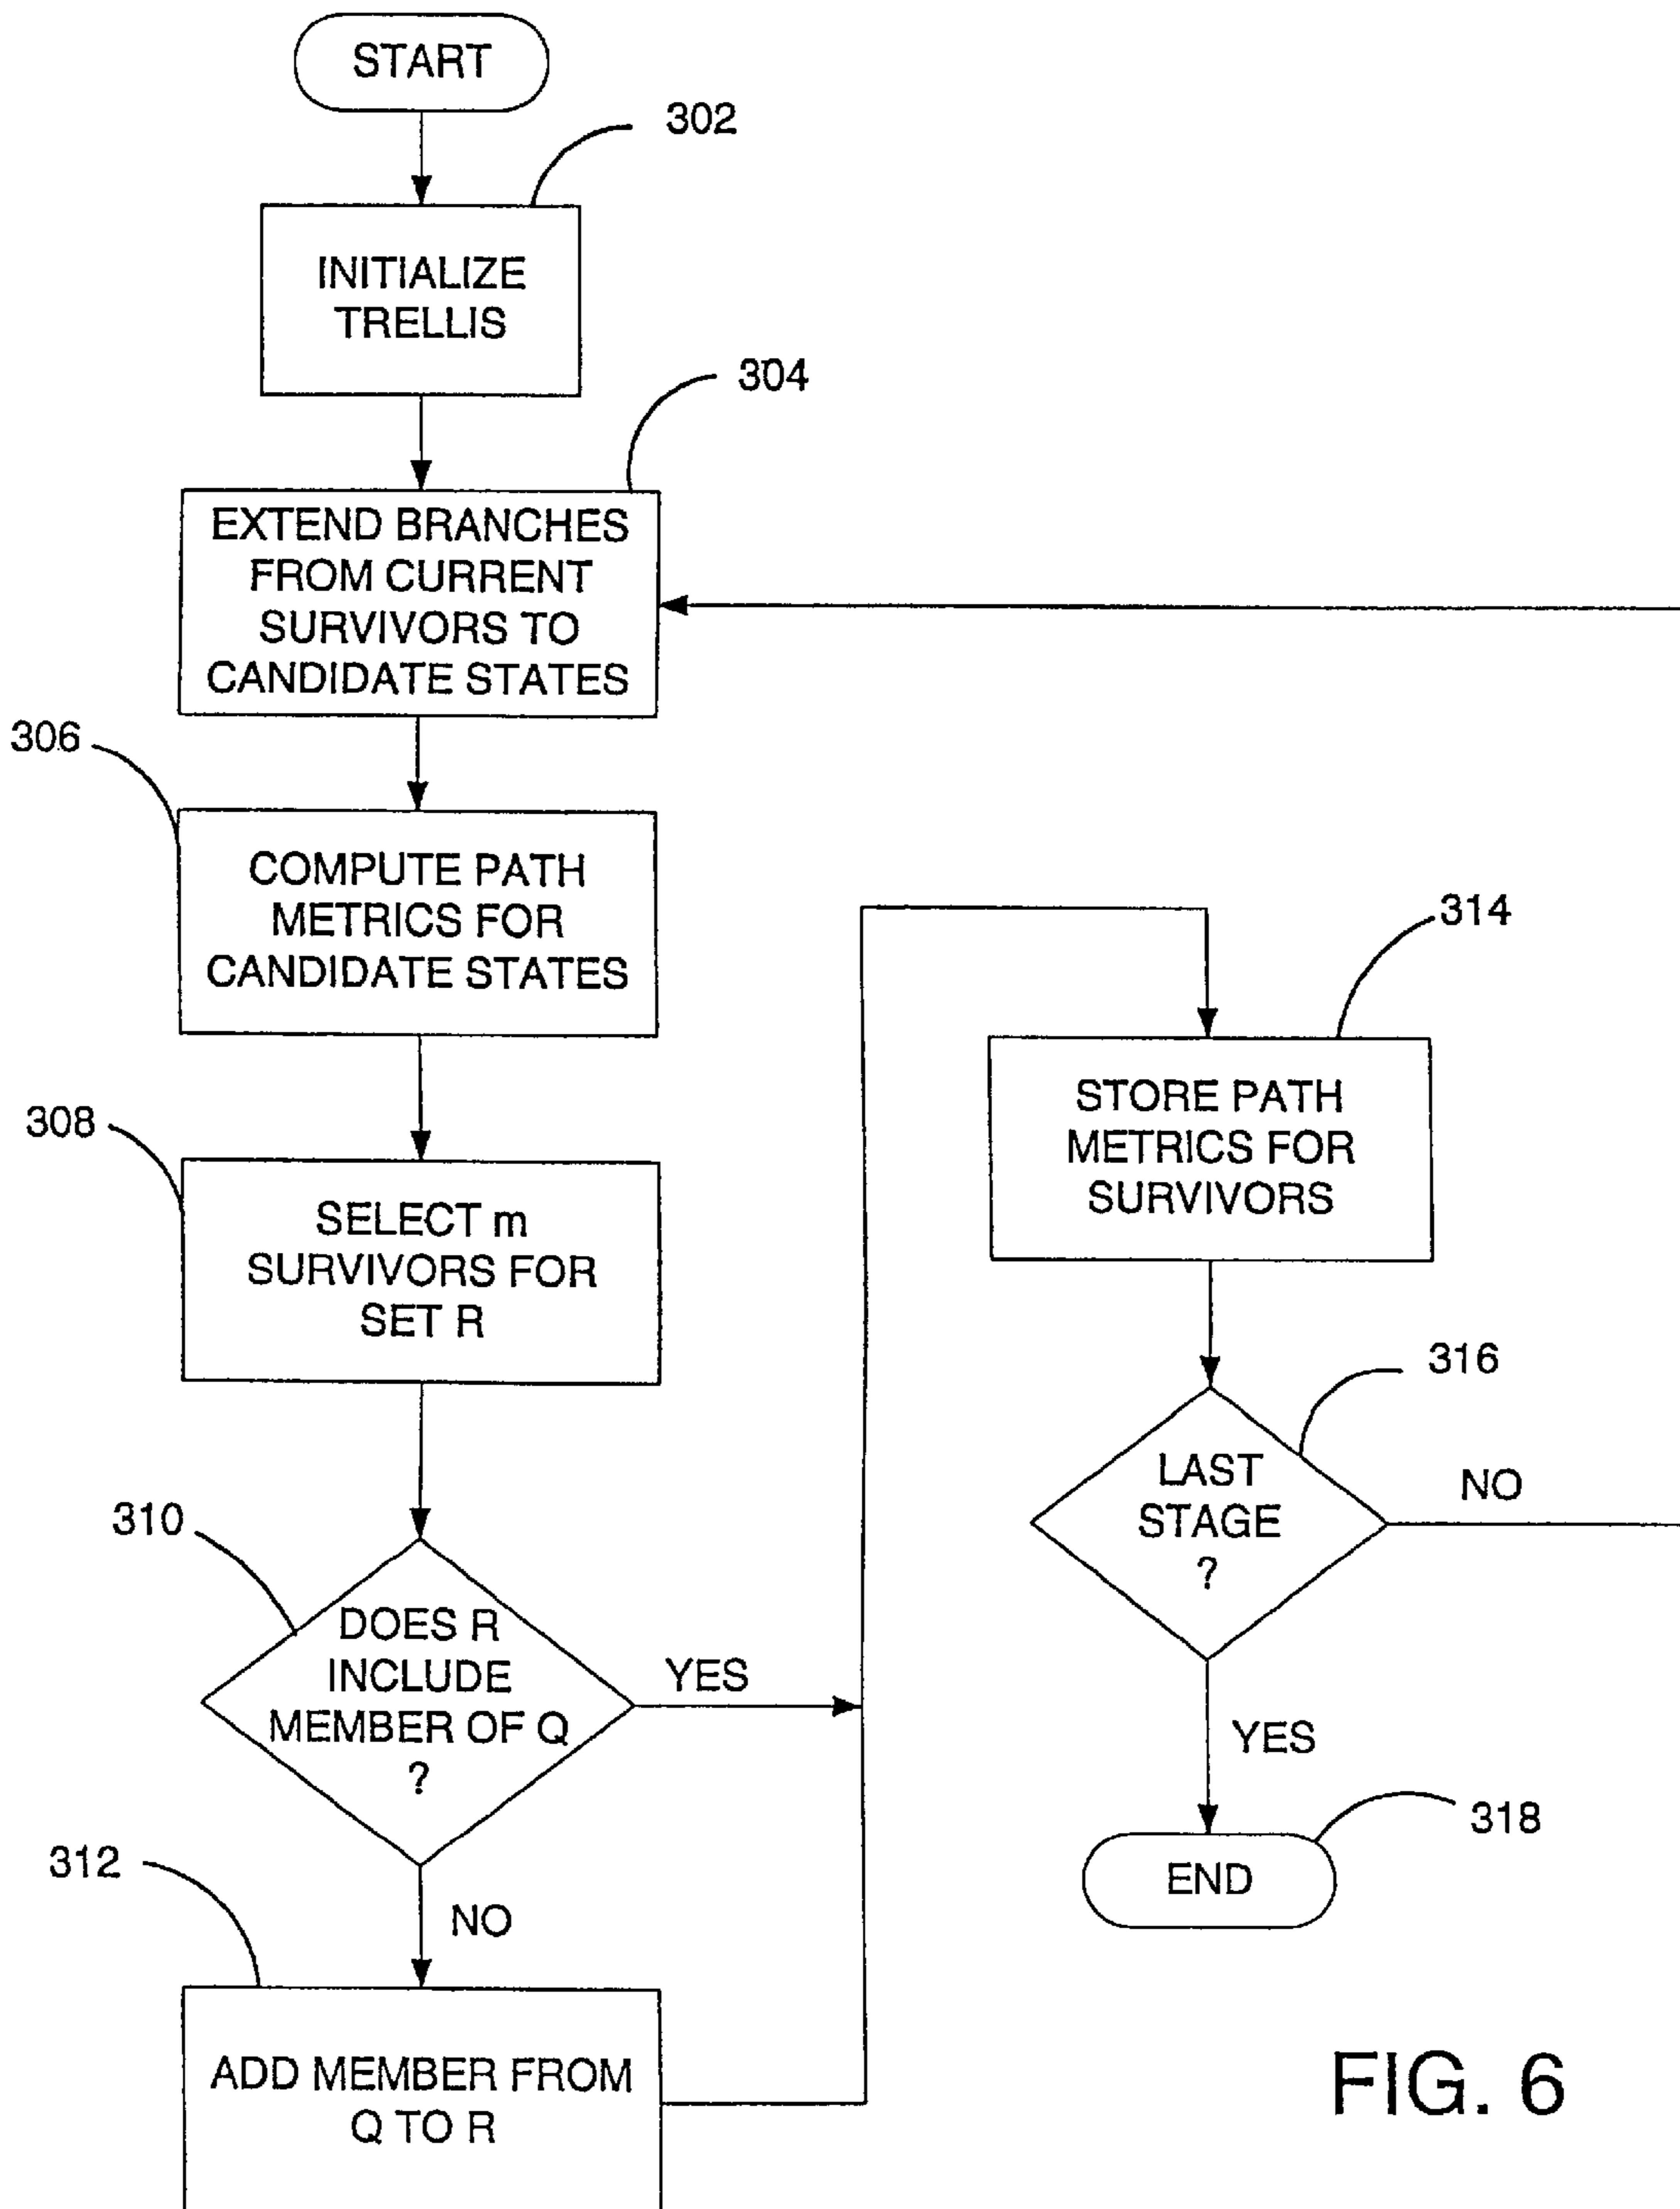 START
302
INITIALIZE
TRELLIS
304
EXTEND BRANCHES
FROM CURRENT
SURVIVORS TO
CANDIDATE STATES
306
COMPUTE PATH
METRICS FOR
CANDIDATE STATES
308
SELECT m
SURVIVORS FOR
SET R
310
DOES R
INCLUDE
MEMBER OF Q
?
YES
NO
312
ADD MEMBER FROM
Q TO R
314
STORE PATH
METRICS FOR
SURVIVORS
316
LAST
STAGE
?
NO
YES
318
END
FIG. 6